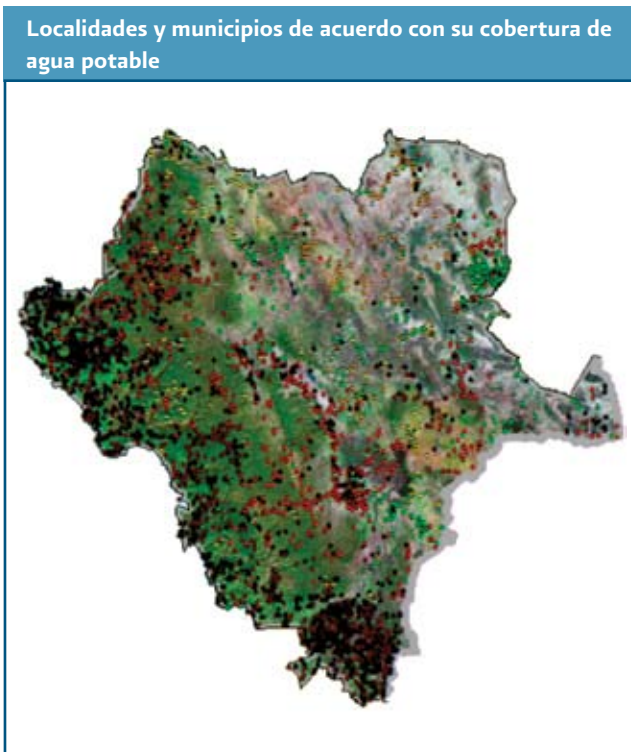 Localidades y municipios de acuerdo con su cobertura de
agua potable